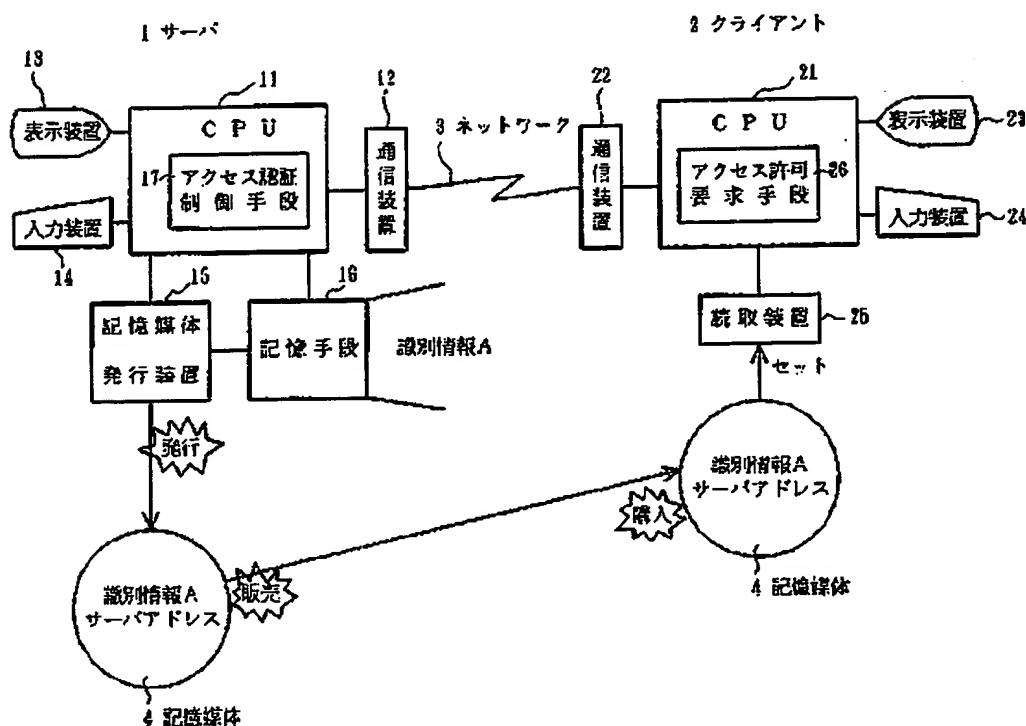 1 サーバ
2 クライアント
13
11
12
22
21
表示装置
CPU
通信装置
3 ネットワーク
通信装置
CPU
表示装置
23
17
アクセス認証
制御手段
アクセス許可
要求手段
26
入力装置
入力装置
24
14
15
16
記憶媒体
発行装置
記憶手段
識別情報A
読取装置
25
セット
発行
識別情報A
サーバアドレス
購入
販売
識別情報A
サーバアドレス
4 記憶媒体
4 記憶媒体